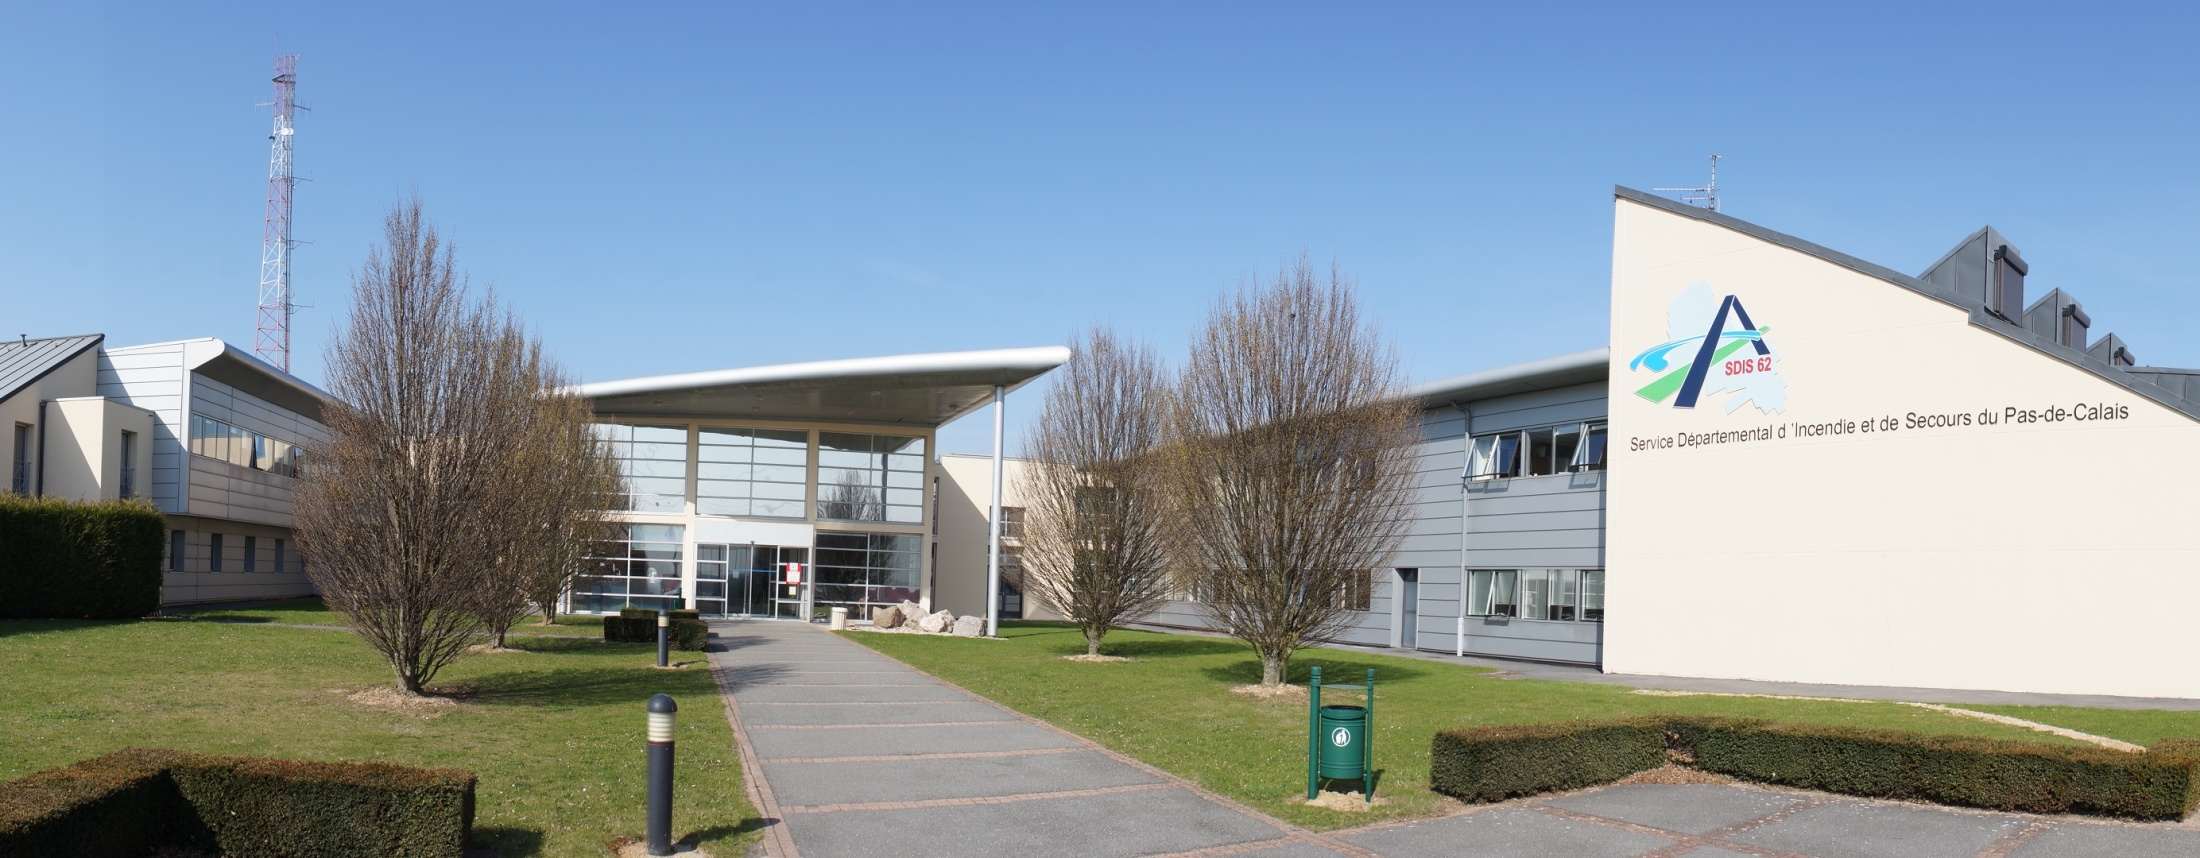 SDIS 62
Service Départemental d 'Incendie et de Secours du Pas-de-Calais